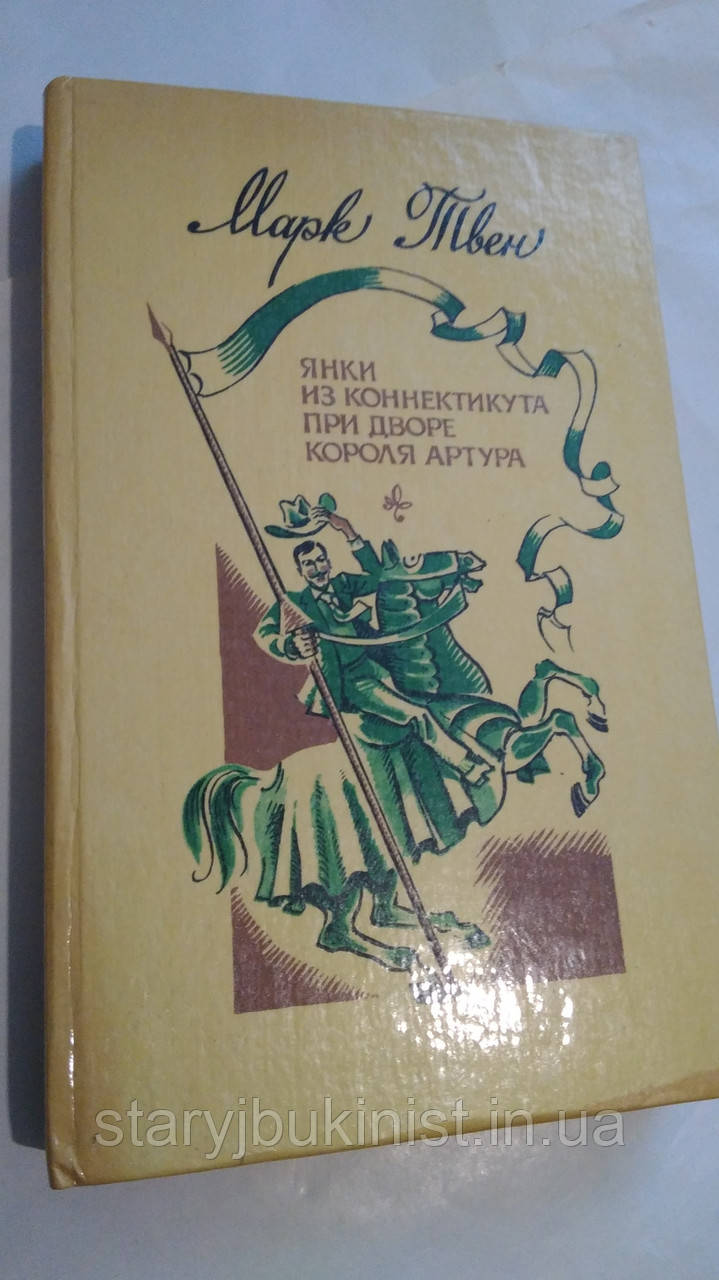 Марк Твен
ЯНКИ
ИЗ КОННЕКТИКУТА
ПРИ ДВОРЕ
КОРОЛЯ АРТУРА
staryjbukinist.in.ua